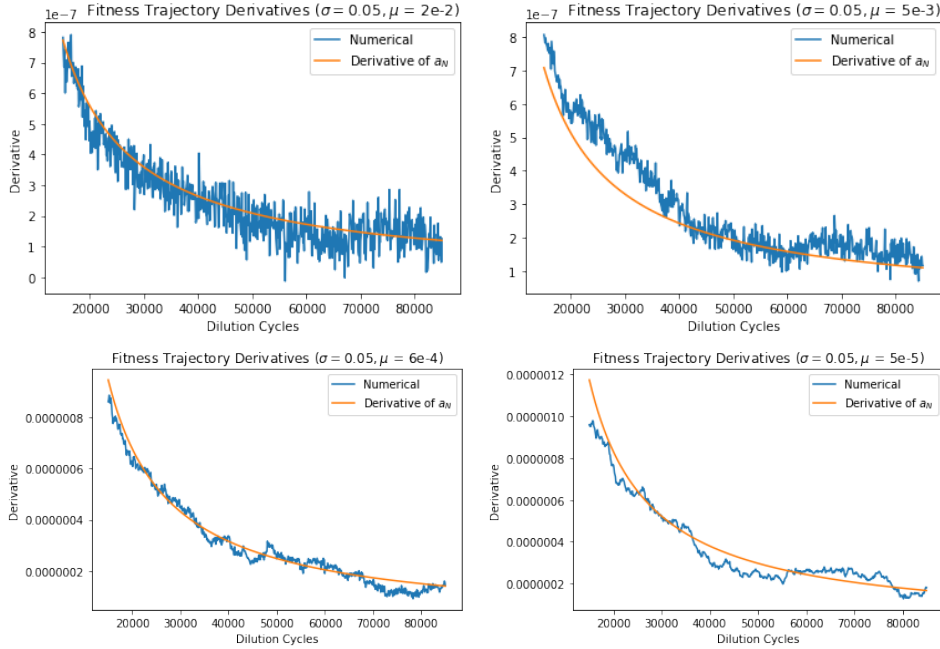 Fitness Trajectory Derivatives (σ = 0.05, μ = 2e-2)
1e−7
Numerical
Derivative of a_N
8
7
6
5
4
3
2
1
0
Derivative
20000 30000 40000 50000 60000 70000 80000
Dilution Cycles
Fitness Trajectory Derivatives (σ = 0.05, μ = 5e-3)
1e−7
Numerical
Derivative of a_N
8
7
6
5
4
3
2
1
Derivative
20000 30000 40000 50000 60000 70000 80000
Dilution Cycles
Fitness Trajectory Derivatives (σ = 0.05, μ = 6e-4)
Numerical
Derivative of a_N
0.0000008
0.0000006
0.0000004
0.0000002
Derivative
20000 30000 40000 50000 60000 70000 80000
Dilution Cycles
Fitness Trajectory Derivatives (σ = 0.05, μ = 5e-5)
Numerical
Derivative of a_N
0.0000012
0.0000010
0.0000008
0.0000006
0.0000004
0.0000002
Derivative
20000 30000 40000 50000 60000 70000 80000
Dilution Cycles